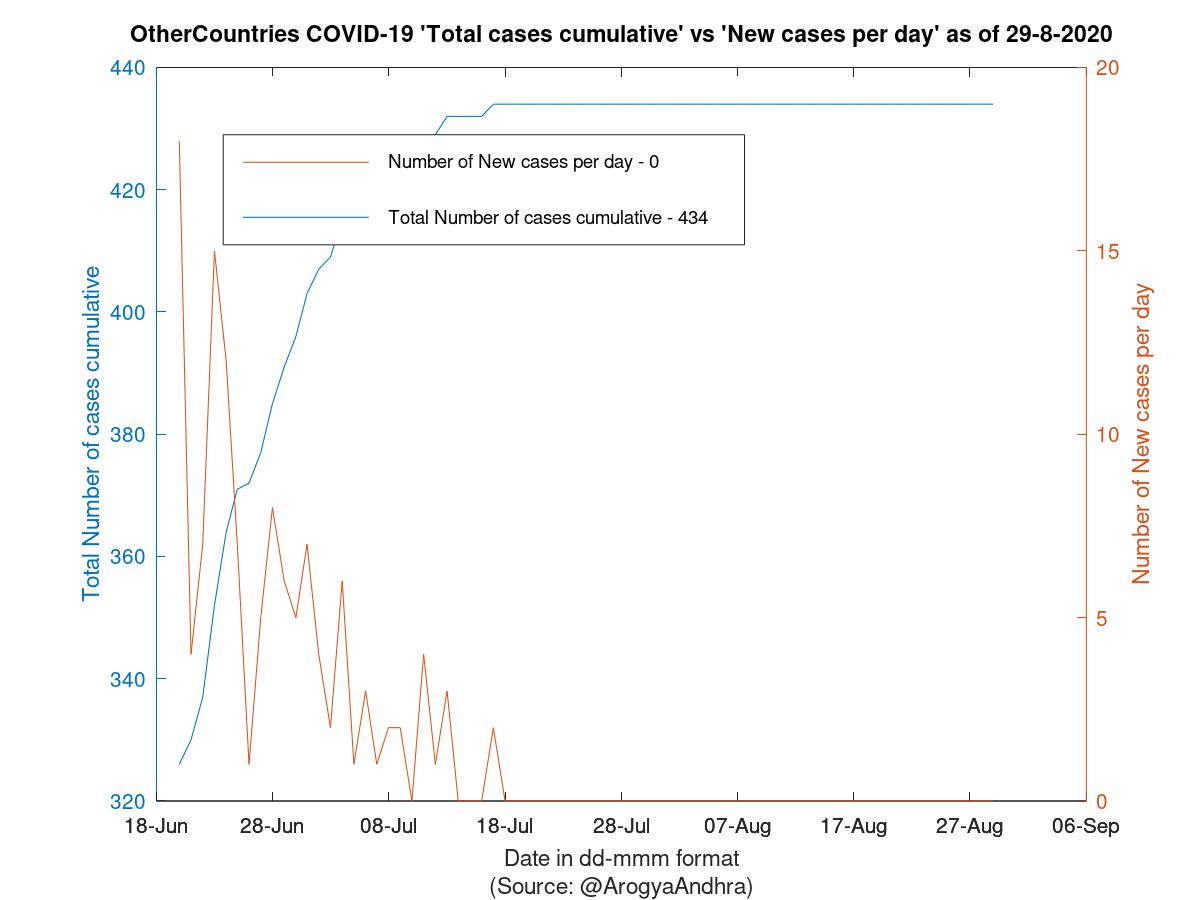 OtherCountries COVID-19 'Total cases cumulative' vs 'New cases per day' as of 29-8-2020
440
420
400
380
360
340
320
Total Number of cases cumulative
Number of New cases per day - 0
Total Number of cases cumulative - 434
20
15
10
5
0
Number of New cases per day
18-Jun 28-Jun 08-Jul 18-Jul 28-Jul 07-Aug 17-Aug 27-Aug 06-Sep
Date in dd-mmm format
(Source: @ArogyaAndhra)